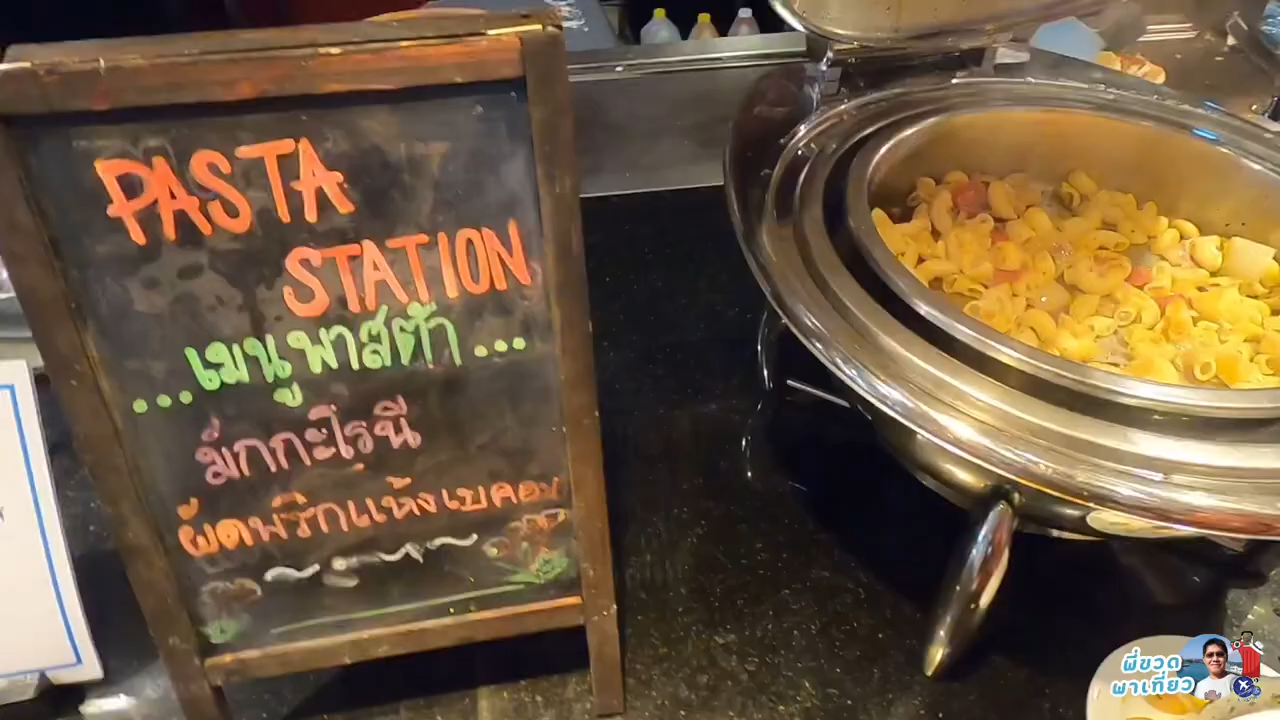 PASTA
STATION
...เมนูพาสต้า...
มักกะโรนี
ผัดพริกแห้งเบคอน
พี่ขวด
พาเที่ยว